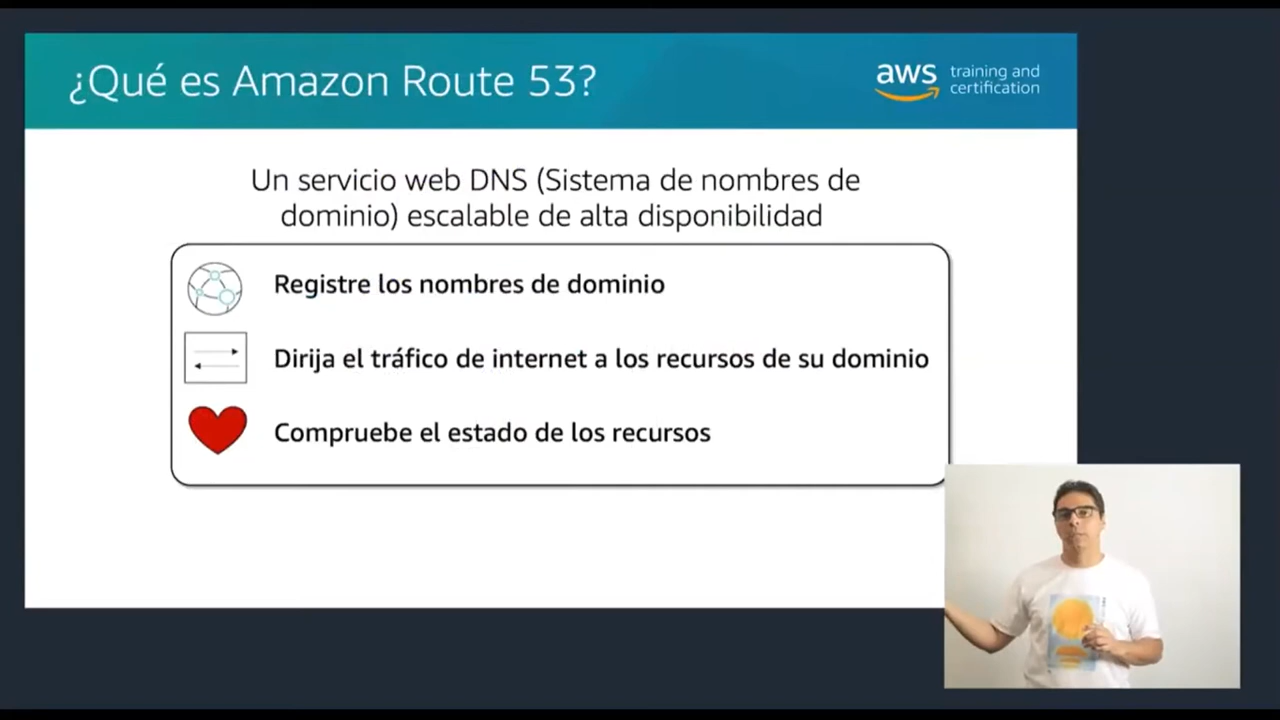 ¿Qué es Amazon Route 53?
aws training and
certification
Un servicio web DNS (Sistema de nombres de
dominio) escalable de alta disponibilidad
Registre los nombres de dominio
Dirija el tráfico de internet a los recursos de su dominio
Compruebe el estado de los recursos